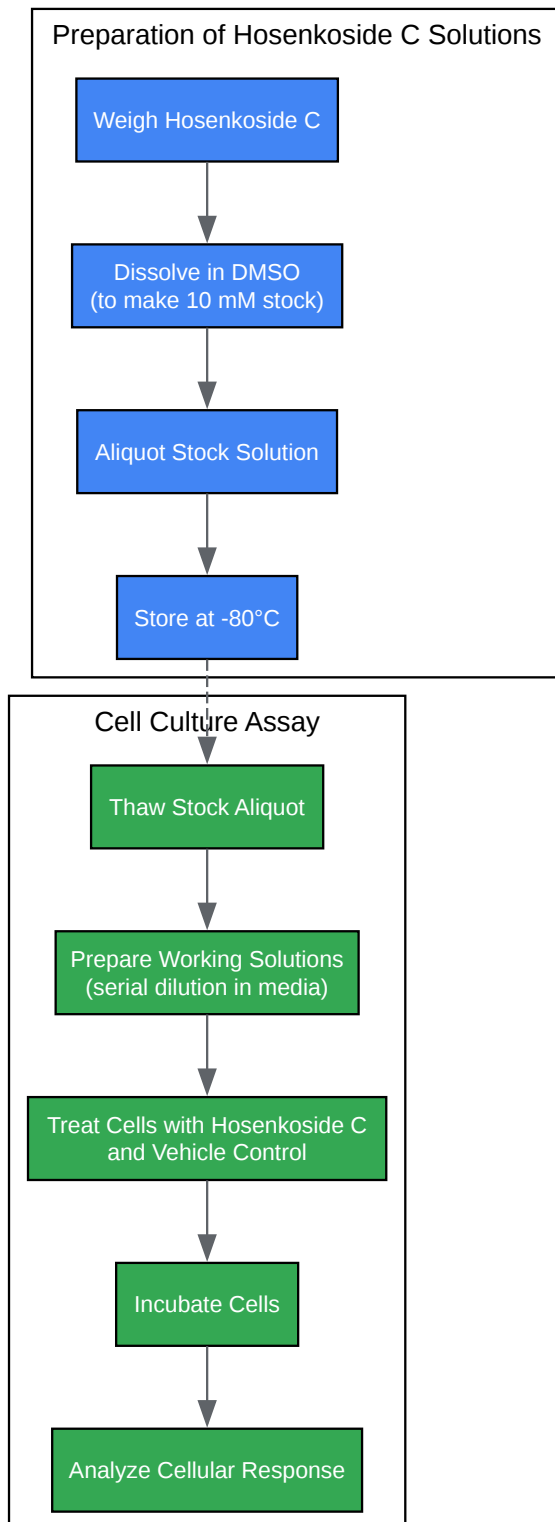 Preparation of Hosenkoside C Solutions
Weigh Hosenkoside C
Dissolve in DMSO
(to make 10 mM stock)
Aliquot Stock Solution
Store at -80°C
Cell Culture Assay
Thaw Stock Aliquot
Prepare Working Solutions
(serial dilution in media)
Treat Cells with Hosenkoside C
and Vehicle Control
Incubate Cells
Analyze Cellular Response